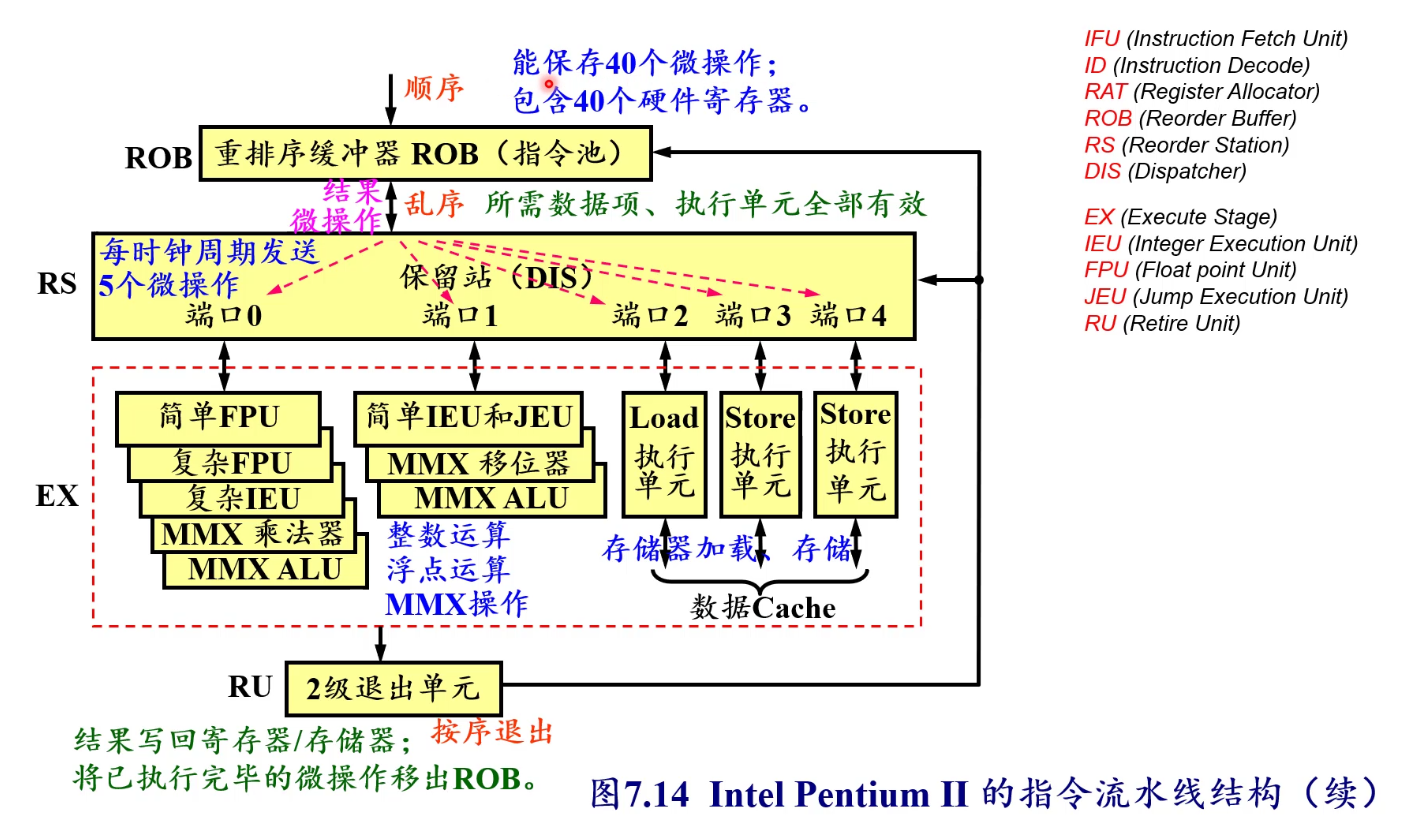 顺序
能保存40个微操作；
包含40个硬件寄存器。
ROB
重排序缓冲器 ROB（指令池）
结果
微操作
乱序
所需数据项、执行单元全部有效
RS
每时钟周期发送
5个微操作
保留站（DIS）
端口0
端口1
端口2
端口3
端口4
EX
简单FPU
复杂FPU
复杂IEU
MMX 乘法器
MMX ALU
简单IEU和JEU
MMX 移位器
MMX ALU
整数运算
浮点运算
MMX操作
Load
执行
单元
Store
执行
单元
Store
执行
单元
存储器加载、存储
数据Cache
RU
2级退出单元
按序退出
结果写回寄存器/存储器；
将已执行完毕的微操作移出ROB。
IFU (Instruction Fetch Unit)
ID (Instruction Decode)
RAT (Register Allocator)
ROB (Reorder Buffer)
RS (Reorder Station)
DIS (Dispatcher)
EX (Execute Stage)
IEU (Integer Execution Unit)
FPU (Float point Unit)
JEU (Jump Execution Unit)
RU (Retire Unit)
图7.14 Intel Pentium II 的指令流水线结构（续）